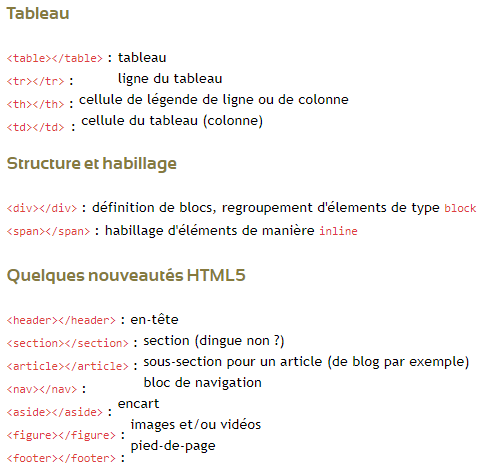 Tableau
<table></table> : tableau
<tr></tr> : ligne du tableau
<th></th> : cellule de légende de ligne ou de colonne
<td></td> : cellule du tableau (colonne)
Structure et habillage
<div></div> : définition de blocs, regroupement d'élements de type block
<span></span> : habillage d'éléments de manière inline
Quelques nouveautés HTML5
<header></header> : en-tête
<section></section> : section (dingue non ?)
<article></article> : sous-section pour un article (de blog par exemple)
<nav></nav> : bloc de navigation
<aside></aside> : encart
<figure></figure> : images et/ou vidéos
<footer></footer> : pied-de-page